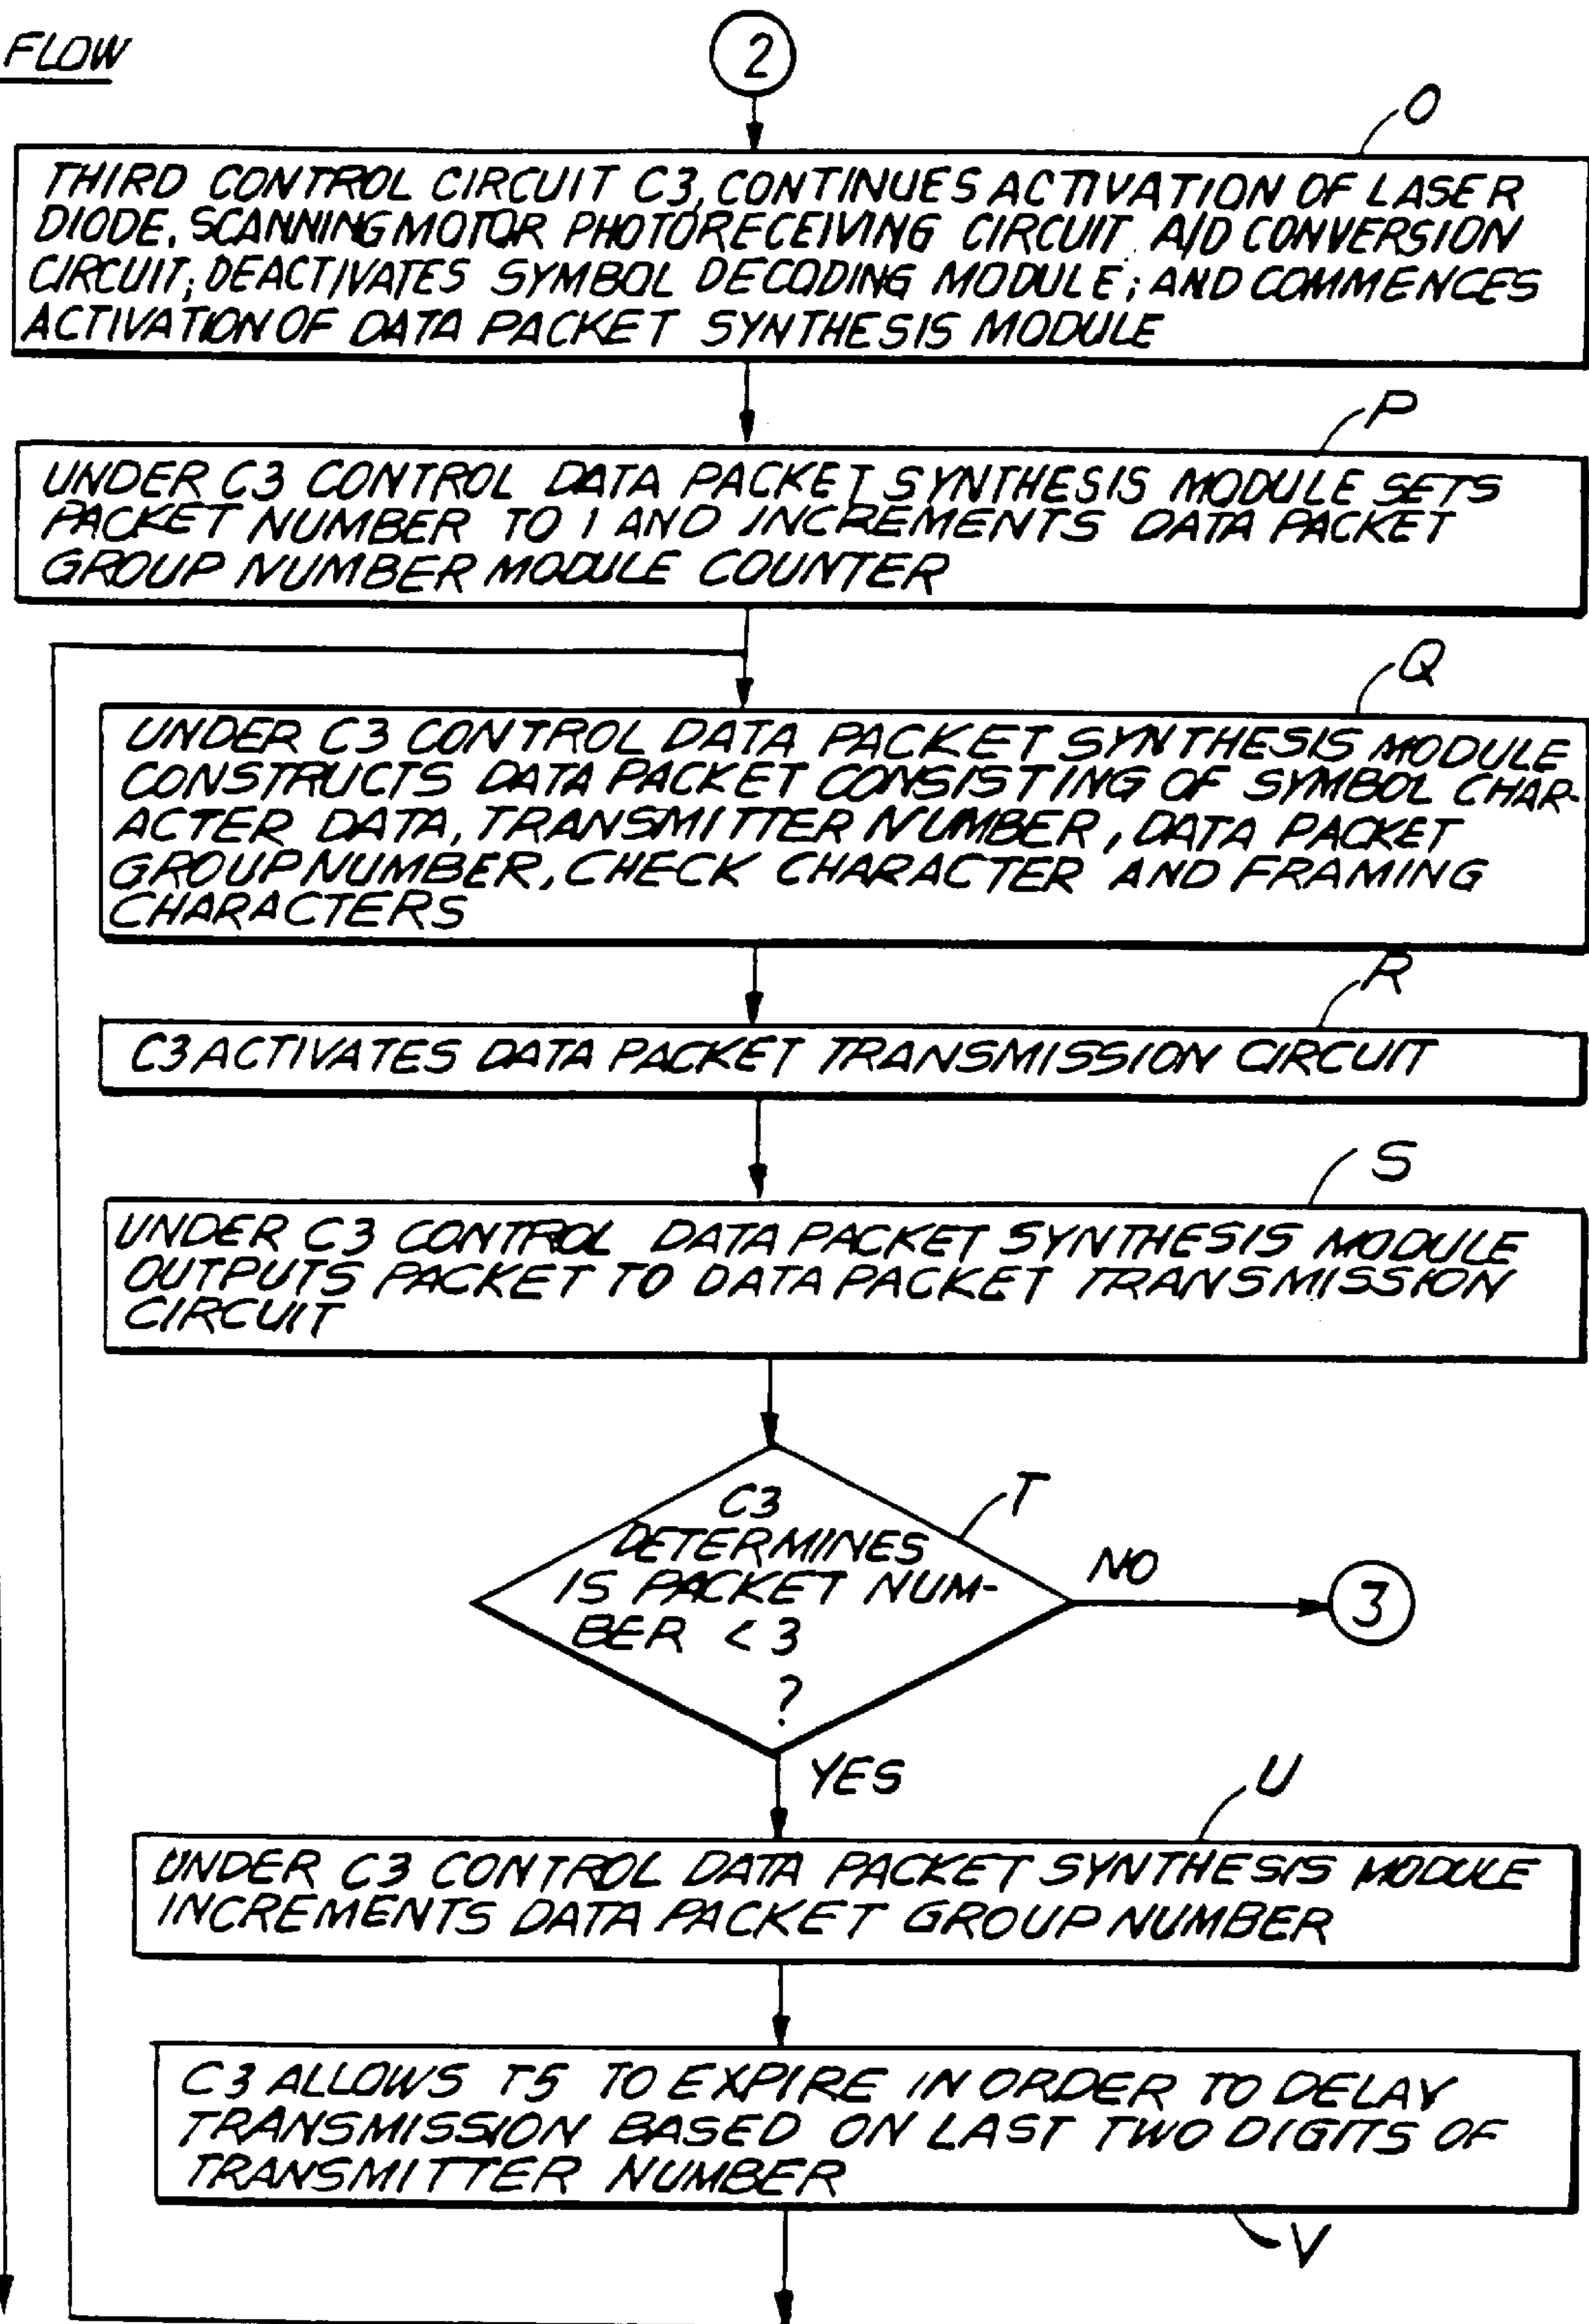 FLOW
2
O
THIRD CONTROL CIRCUIT C3, CONTINUES ACTIVATION OF LASER
DIODE, SCANNING MOTOR PHOTORECEIVING CIRCUIT, A/D CONVERSION
CIRCUIT; DEACTIVATES SYMBOL DECODING MODULE; AND COMMENCES
ACTIVATION OF DATA PACKET SYNTHESIS MODULE
P
UNDER C3 CONTROL DATA PACKET SYNTHESIS MODULE SETS
PACKET NUMBER TO 1 AND INCREMENTS DATA PACKET
GROUP NUMBER MODULE COUNTER
Q
UNDER C3 CONTROL DATA PACKET SYNTHESIS MODULE
CONSTRUCTS DATA PACKET CONSISTING OF SYMBOL CHAR-
ACTER DATA, TRANSMITTER NUMBER, DATA PACKET
GROUP NUMBER, CHECK CHARACTER AND FRAMING
CHARACTERS
R
C3 ACTIVATES DATA PACKET TRANSMISSION CIRCUIT
S
UNDER C3 CONTROL DATA PACKET SYNTHESIS MODULE
OUTPUTS PACKET TO DATA PACKET TRANSMISSION
CIRCUIT
T
C3
DETERMINES
IS PACKET NUM-
BER < 3
?
NO
3
YES
U
UNDER C3 CONTROL DATA PACKET SYNTHESIS MODULE
INCREMENTS DATA PACKET GROUP NUMBER
C3 ALLOWS T5 TO EXPIRE IN ORDER TO DELAY
TRANSMISSION BASED ON LAST TWO DIGITS OF
TRANSMITTER NUMBER
V